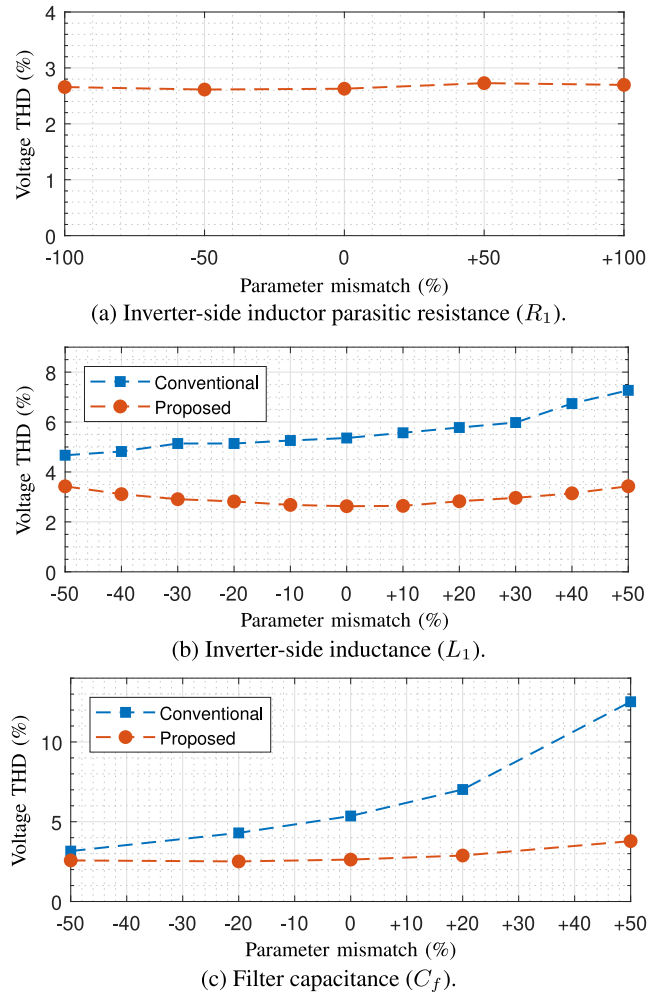 4
3
2
1
0
Voltage THD (%)
-100 -50 0 +50 +100
Parameter mismatch (%)
(a) Inverter-side inductor parasitic resistance (R₁).
8
6
4
2
0
Voltage THD (%)
Conventional
Proposed
-50 -40 -30 -20 -10 0 +10 +20 +30 +40 +50
Parameter mismatch (%)
(b) Inverter-side inductance (L₁).
10
5
0
Voltage THD (%)
Conventional
Proposed
-50 -40 -30 -20 -10 0 +10 +20 +30 +40 +50
Parameter mismatch (%)
(c) Filter capacitance (C_f).